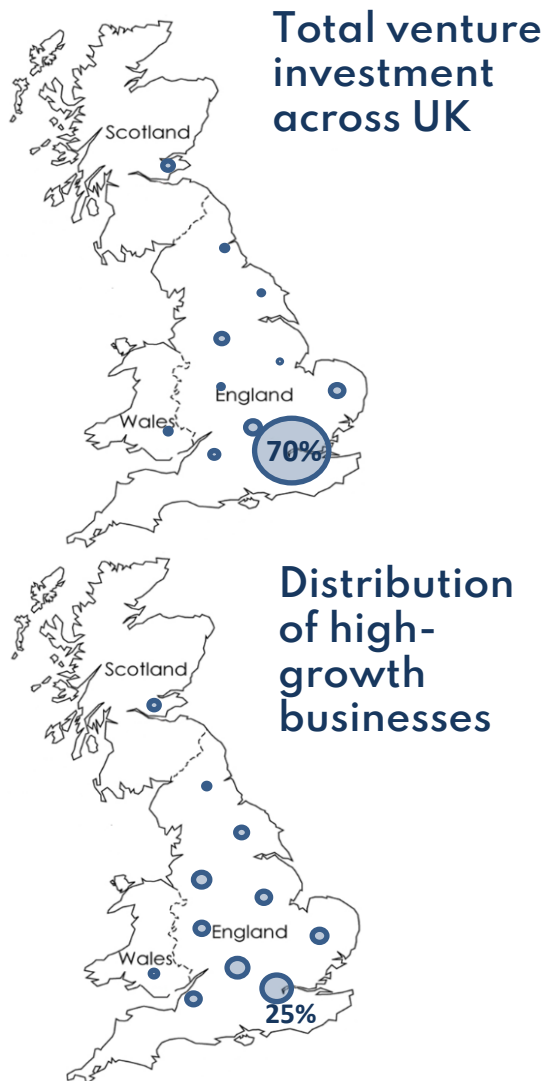 Total venture
investment
across UK
Scotland
England
Wales
70%
Distribution
of high-
growth
businesses
Scotland
England
Wales
25%